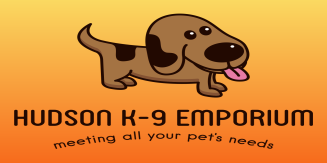 HUDSON K-9 EMPORIUM
meeting all your pet's needs